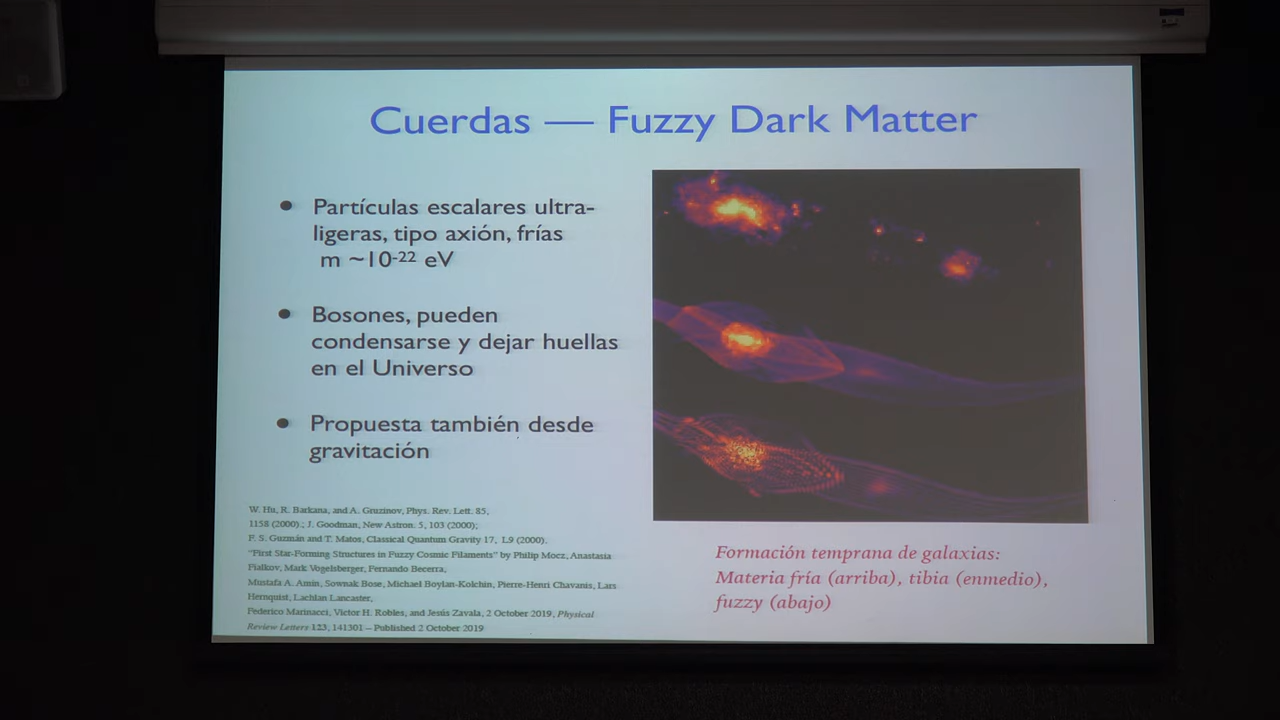 Cuerdas — Fuzzy Dark Matter
• Partículas escalares ultra-
ligeras, tipo axión, frías
m ~10-22 eV
• Bosones, pueden
condensarse y dejar huellas
en el Universo
• Propuesta también desde
gravitación
W. Hu, R. Barkana, and A. Gruzinov, Phys. Rev. Lett. 85,
1158 (2000).; J. Goodman, New Astron. 5, 103 (2000);
F. S. Guzmán and T. Matos, Classical Quantum Gravity 17, L9 (2000).
"First Star-Forming Structures in Fuzzy Cosmic Filaments" by Philip Mocz, Anastasia
Fialkov, Mark Vogelsberger, Fernando Becerra,
Mustafa A. Amin, Sownak Bose, Michael Boylan-Kolchin, Pierre-Henri Chavanis, Lars
Hernquist, Lachlan Lancaster,
Federico Marinacci, Victor H. Robles, and Jesús Zavala, 2 October 2019, Physical
Review Letters 123, 141301 – Published 2 October 2019
Formación temprana de galaxias:
Materia fría (arriba), tibia (enmedio),
fuzzy (abajo)